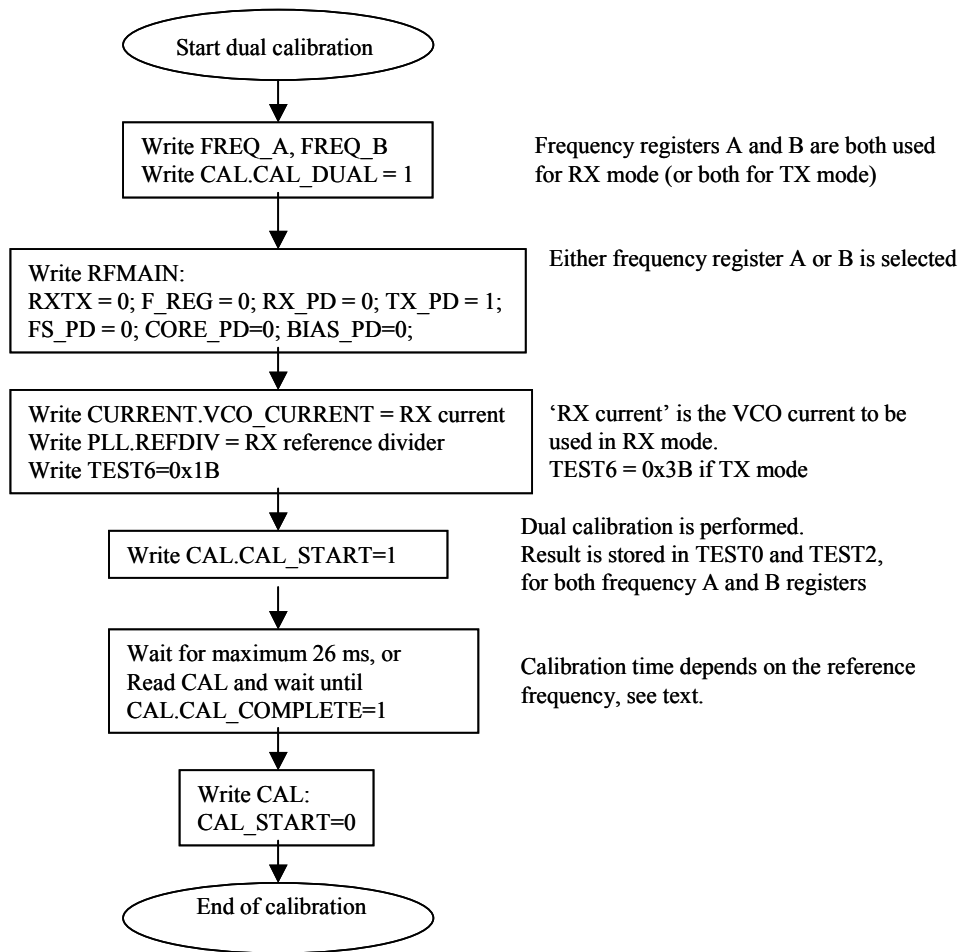 Start dual calibration
Write FREQ_A, FREQ_B
Write CAL.CAL_DUAL = 1
Frequency registers A and B are both used
for RX mode (or both for TX mode)
Write RFMAIN:
RXTX = 0; F_REG = 0; RX_PD = 0; TX_PD = 1;
FS_PD = 0; CORE_PD=0; BIAS_PD=0;
Either frequency register A or B is selected
Write CURRENT.VCO_CURRENT = RX current
Write PLL.REFDIV = RX reference divider
Write TEST6=0x1B
‘RX current’ is the VCO current to be
used in RX mode.
TEST6 = 0x3B if TX mode
Write CAL.CAL_START=1
Dual calibration is performed.
Result is stored in TEST0 and TEST2,
for both frequency A and B registers
Wait for maximum 26 ms, or
Read CAL and wait until
CAL.CAL_COMPLETE=1
Calibration time depends on the reference
frequency, see text.
Write CAL:
CAL_START=0
End of calibration